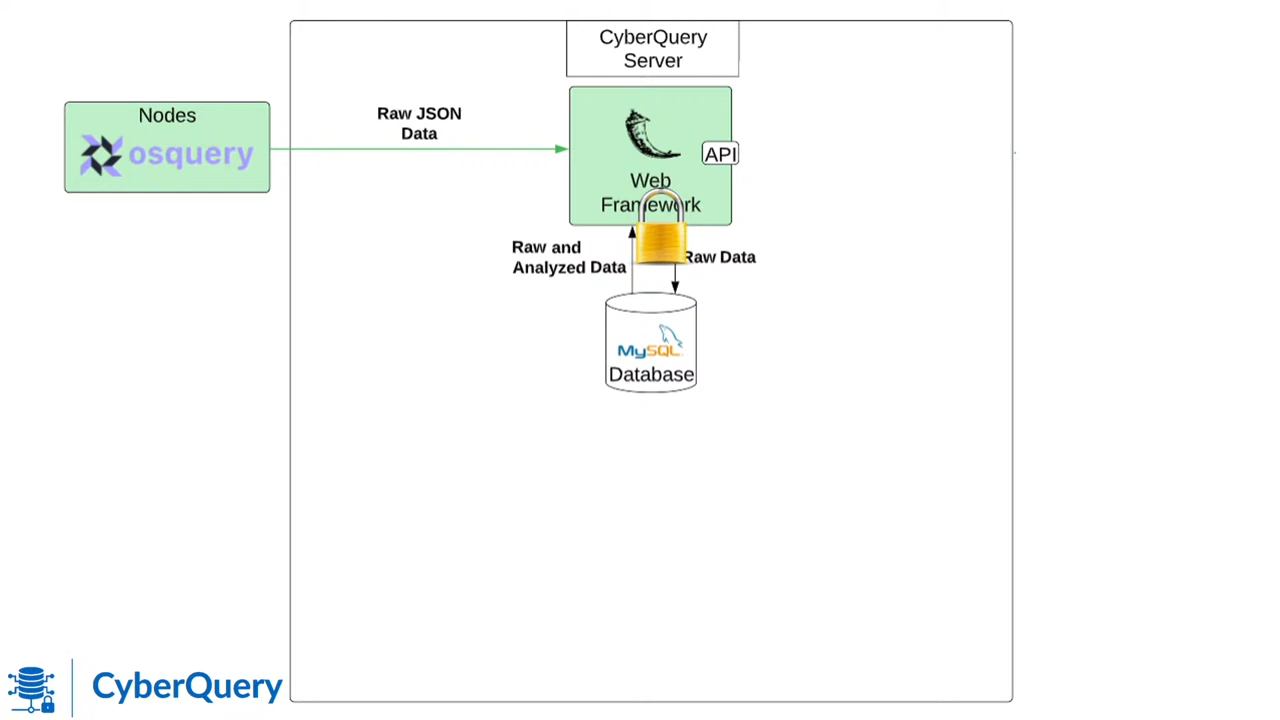 CyberQuery
Server
Nodes
osquery
Raw JSON
Data
API
Web
Framework
Raw and
Analyzed Data
Raw Data
MySQL
Database
CyberQuery